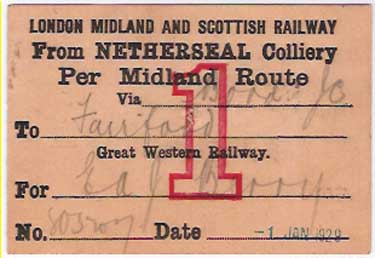 LONDON MIDLAND AND SCOTTISH RAILWAY
From NETHERSEAL Colliery
Per Midland Route
1
Via
To Fairford
Great Western Railway.
For
No. Date -1 JAN 1929